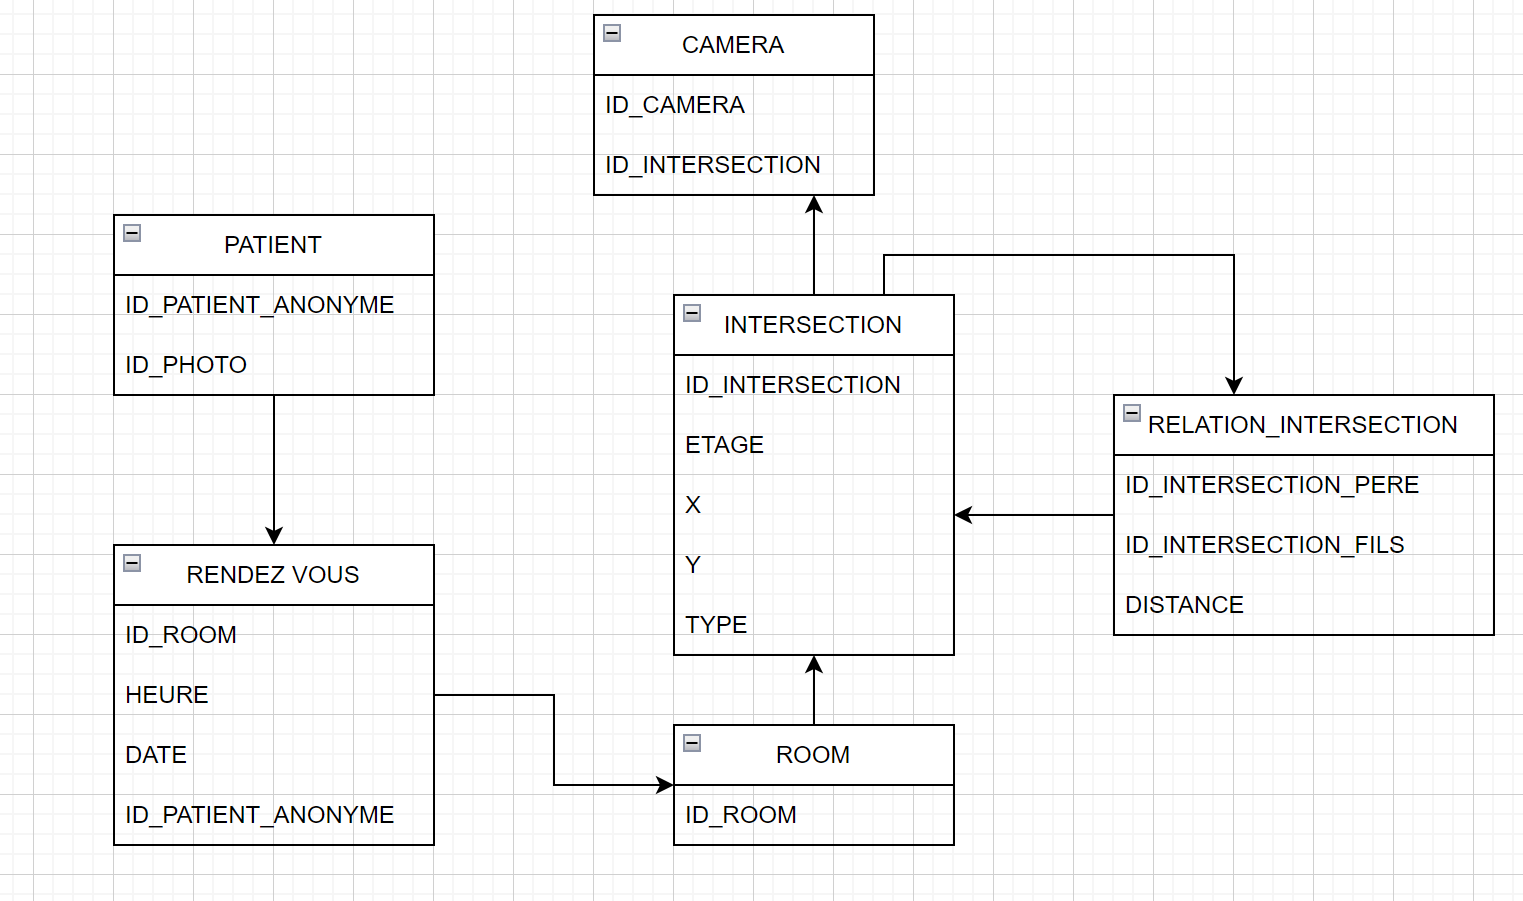 CAMERA
ID_CAMERA
ID_INTERSECTION
PATIENT
ID_PATIENT_ANONYME
ID_PHOTO
INTERSECTION
ID_INTERSECTION
ETAGE
X
Y
TYPE
RELATION_INTERSECTION
ID_INTERSECTION_PERE
ID_INTERSECTION_FILS
DISTANCE
RENDEZ VOUS
ID_ROOM
HEURE
DATE
ID_PATIENT_ANONYME
ROOM
ID_ROOM